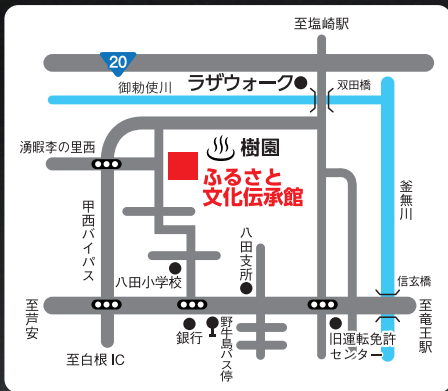 至塩崎駅
20
御勅使川
ラザウォーク
双田橋
湧暇李の里西
樹園
ふるさと
文化伝承館
釜無川
甲西バイパス
八田支所
八田小学校
信玄橋
至芦安
銀行
野牛島バス停
旧運転免許
センター
至竜王駅
至白根 IC